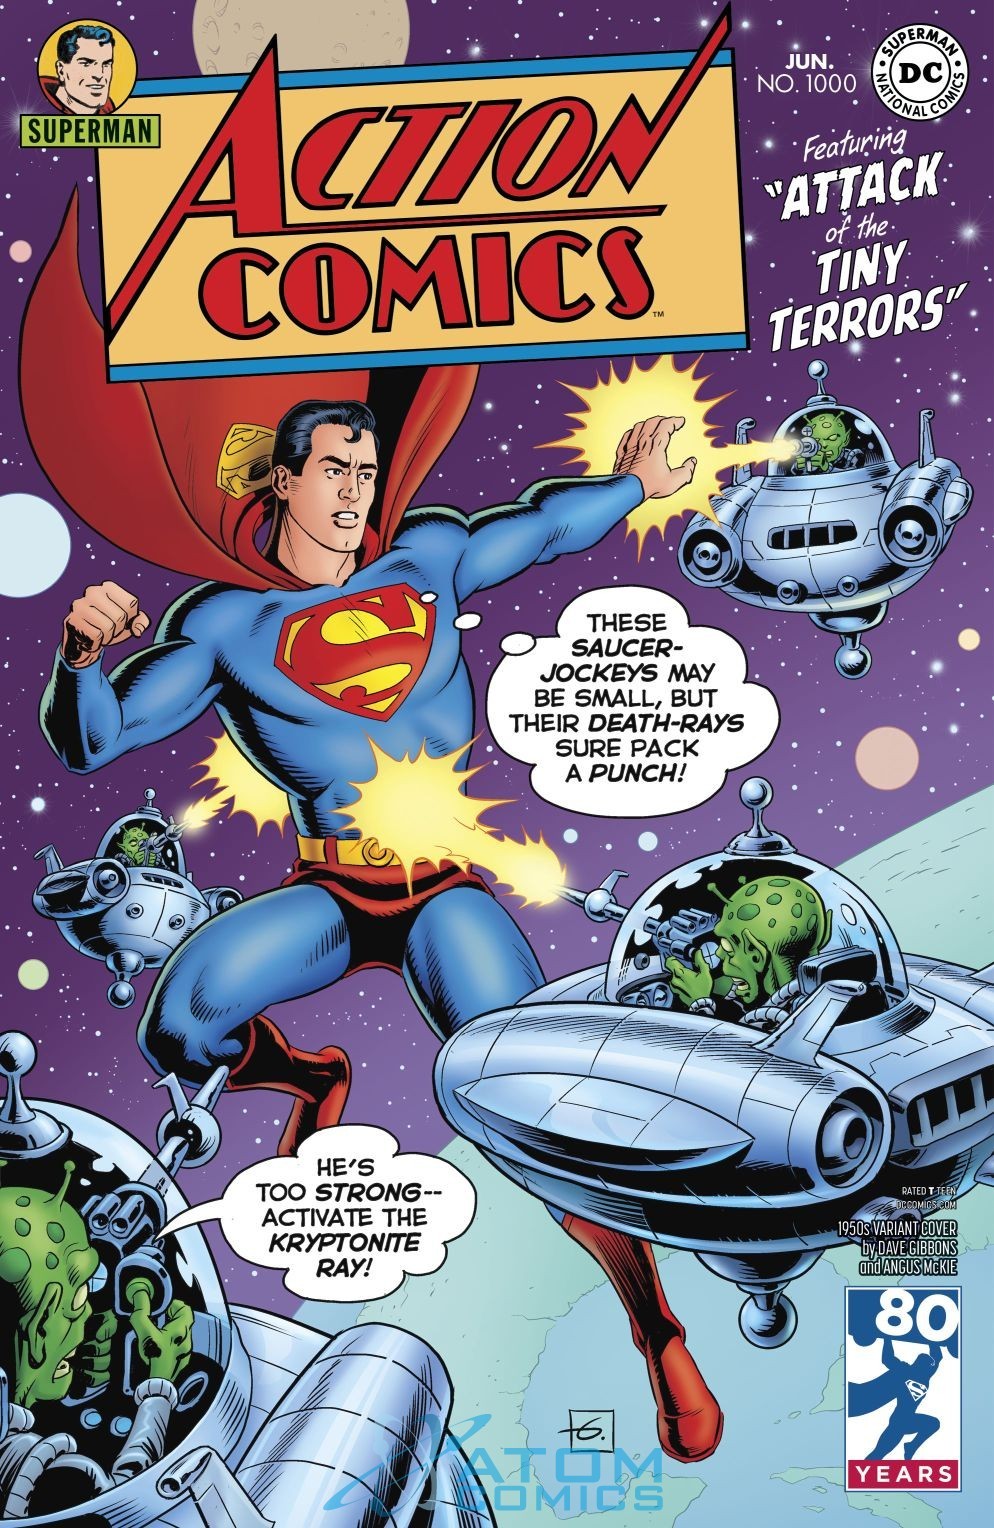 SUPERMAN
ACTION
COMICS
TM
JUN.
NO. 1000
SUPERMAN
DC
NATIONAL COMICS
Featuring
"ATTACK
of the
TINY
TERRORS"
THESE
SAUCER-
JOCKEYS MAY
BE SMALL, BUT
THEIR DEATH-RAYS
SURE PACK
A PUNCH!
HE'S
TOO STRONG--
ACTIVATE THE
KRYPTONITE
RAY!
RATED T TEEN
DCCOMICS.COM
1950s VARIANT COVER
by DAVE GIBBONS
and ANGUS McKIE
80
S
YEARS
G.
ATOM
COMICS